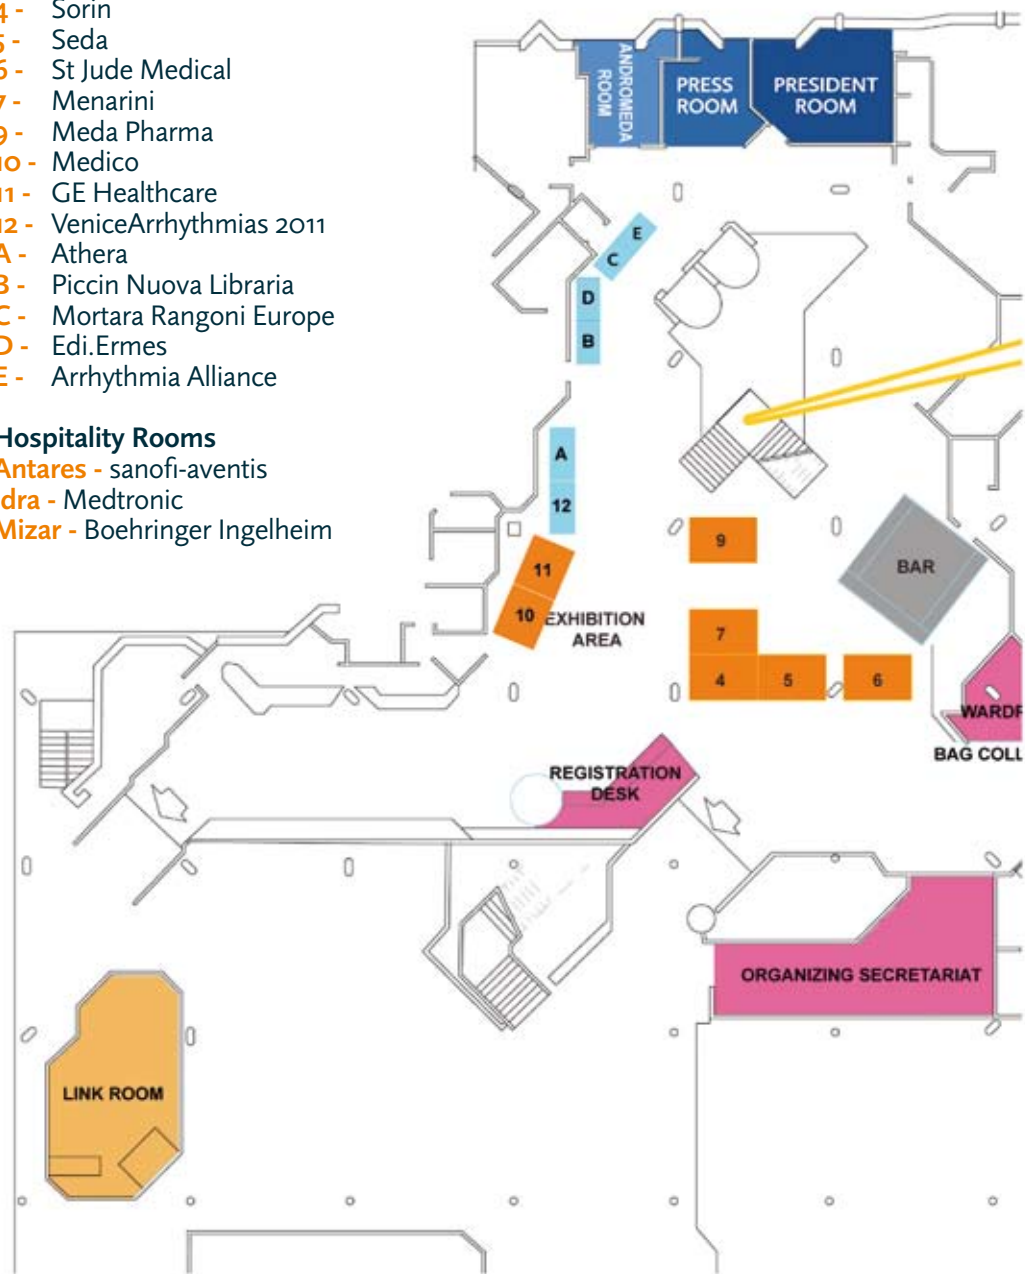 4 - Sorin
5 - Seda
6 - St Jude Medical
7 - Menarini
9 - Meda Pharma
10 - Medico
11 - GE Healthcare
12 - VeniceArrhythmias 2011
A - Athera
B - Piccin Nuova Libraria
C - Mortara Rangoni Europe
D - Edi.Ermes
E - Arrhythmia Alliance
Hospitality Rooms
Antares - sanofi-aventis
dra - Medtronic
Mizar - Boehringer Ingelheim
ANDROMEDA
ROOM
PRESS
ROOM
PRESIDENT
ROOM
E
C
D
B
A
12
11
10
EXHIBITION
AREA
9
7
4
5
6
BAR
WARDR
BAG COLL
REGISTRATION
DESK
ORGANIZING SECRETARIAT
LINK ROOM